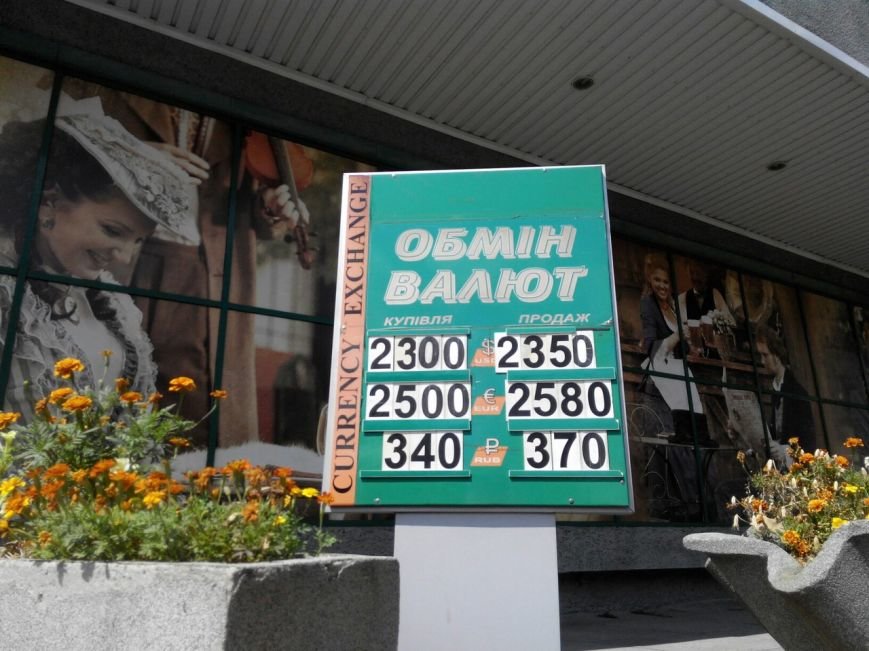 CURRENCY EXCHANGE
ОБМІН
ВАЛЮТ
КУПІВЛЯ ПРОДАЖ
2300 $ USD 2350
2500 € EUR 2580
340 ₽ RUB 370